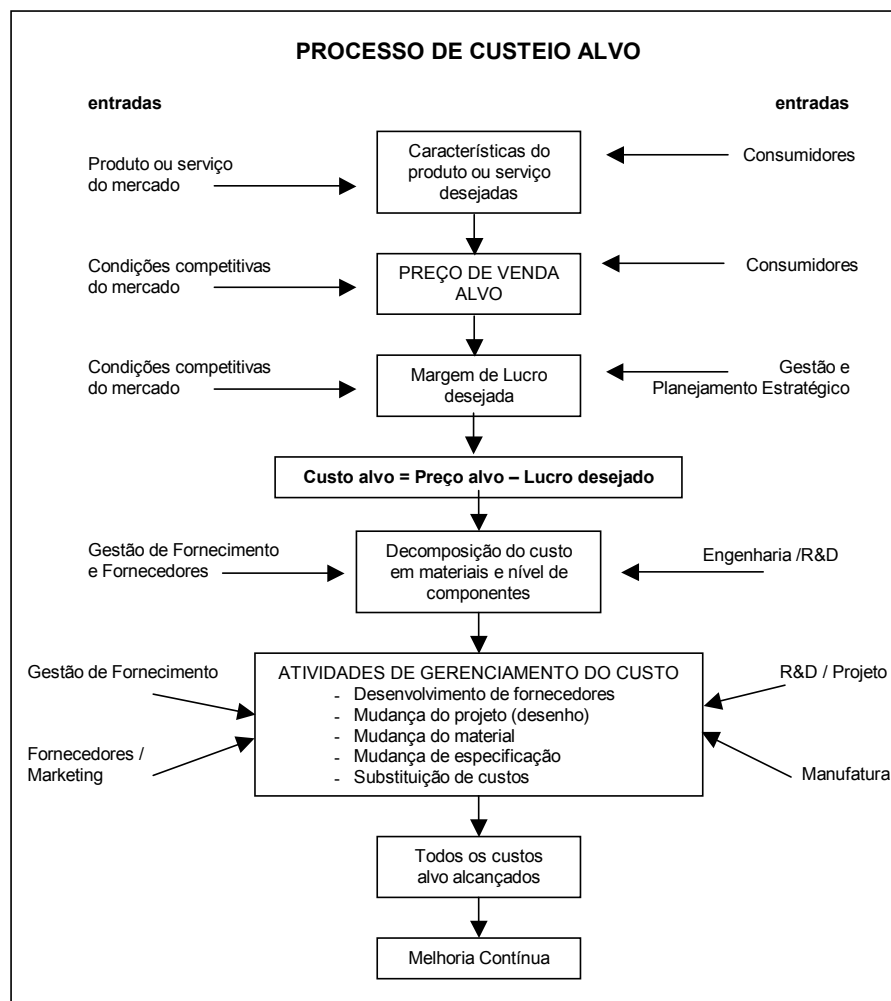 PROCESSO DE CUSTEIO ALVO
entradas
entradas
Produto ou serviço
do mercado
Características do
produto ou serviço
desejadas
Consumidores
Condições competitivas
do mercado
PREÇO DE VENDA
ALVO
Consumidores
Condições competitivas
do mercado
Margem de Lucro
desejada
Gestão e
Planejamento Estratégico
Custo alvo = Preço alvo – Lucro desejado
Gestão de Fornecimento
e Fornecedores
Decomposição do custo
em materiais e nível de
componentes
Engenharia /R&D
Gestão de Fornecimento
Fornecedores /
Marketing
ATIVIDADES DE GERENCIAMENTO DO CUSTO
- Desenvolvimento de fornecedores
- Mudança do projeto (desenho)
- Mudança do material
- Mudança de especificação
- Substituição de custos
R&D / Projeto
Manufatura
Todos os custos
alvo alcançados
Melhoria Contínua